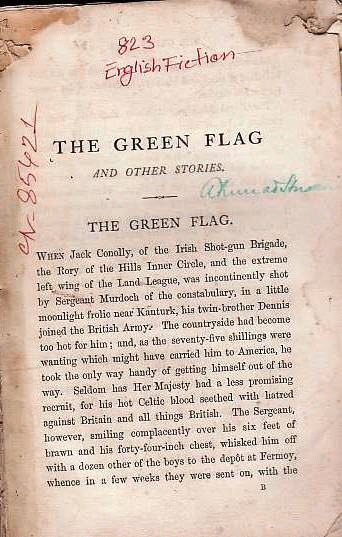 823
English Fiction
CN-85421
THE GREEN FLAG
AND OTHER STORIES.
THE GREEN FLAG.
WHEN Jack Conolly, of the Irish Shot-gun Brigade,
the Rory of the Hills Inner Circle, and the extreme
left wing of the Land League, was incontinently shot
by Sergeant Murdoch of the constabulary, in a little
moonlight frolic near Kanturk, his twin-brother Dennis
joined the British Army. The countryside had become
too hot for him; and, as the seventy-five shillings were
wanting which might have carried him to America, he
took the only way handy of getting himself out of the
way. Seldom has Her Majesty had a less promising
recruit, for his hot Celtic blood seethed with hatred
against Britain and all things British. The Sergeant,
however, smiling complacently over his six feet of
brawn and his forty-four-inch chest, whisked him off
with a dozen other of the boys to the depôt at Fermoy,
whence in a few weeks they were sent on, with the
B